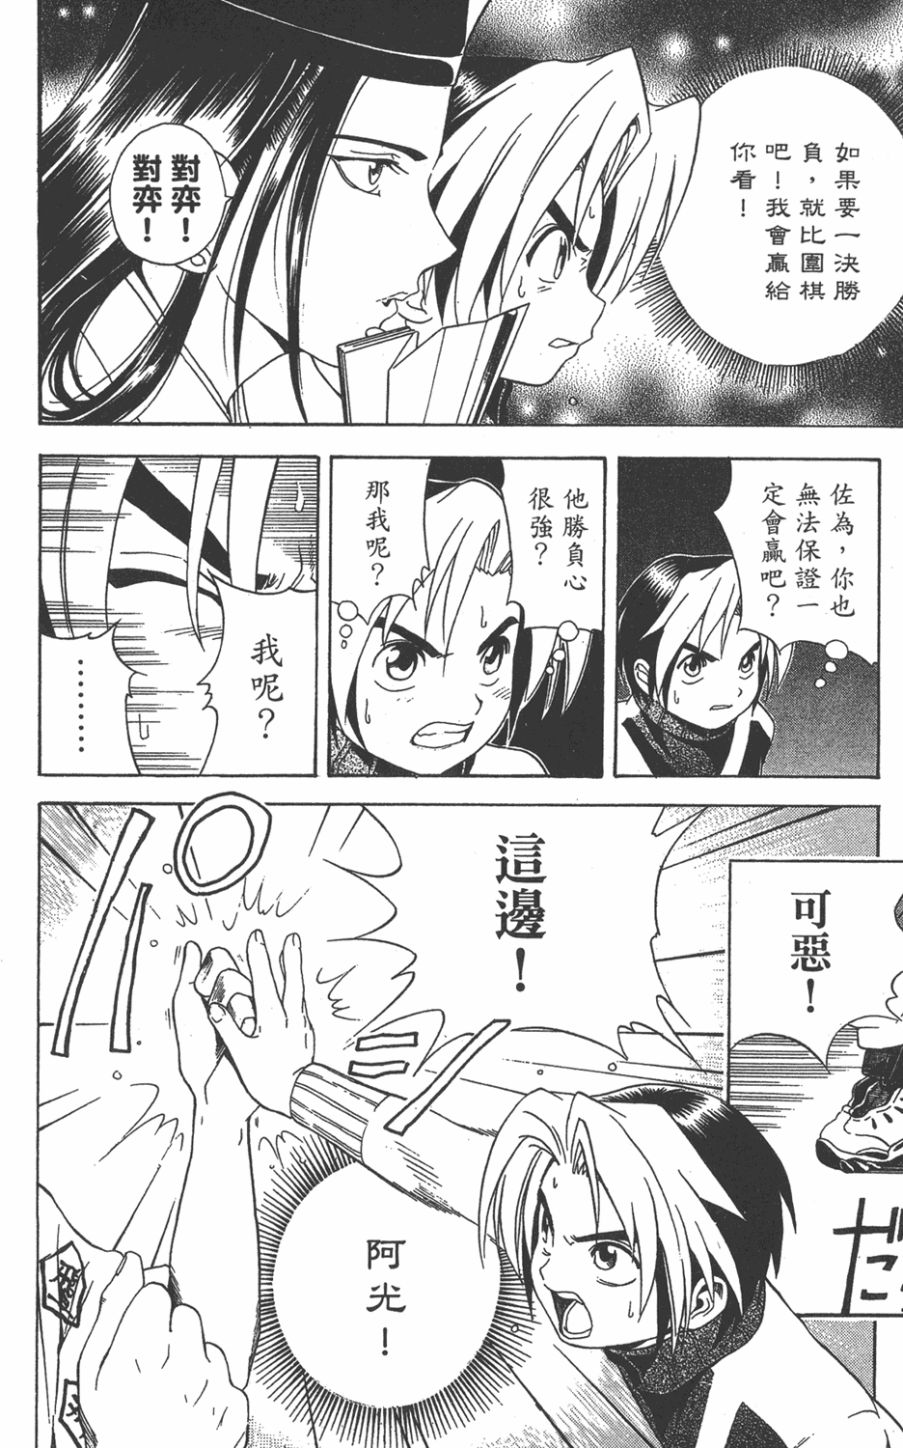 如果要一決勝
負，就比圍棋
吧！我會贏給
你看！
對弈！
對弈！
佐為，你也
無法保證一
定會贏吧？
他勝負心
很強？
那我呢？
我呢？
………
可惡！
這邊！
阿光！